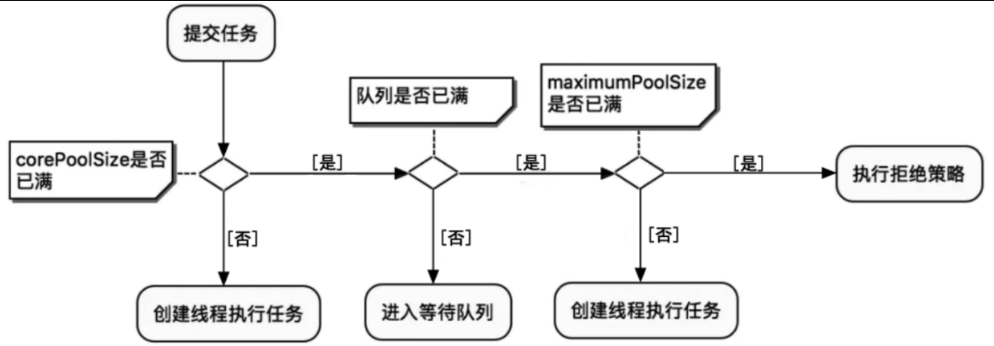 提交任务
corePoolSize是否
已满
[是]
队列是否已满
[是]
maximumPoolSize
是否已满
[是]
执行拒绝策略
[否]
[否]
[否]
创建线程执行任务
进入等待队列
创建线程执行任务